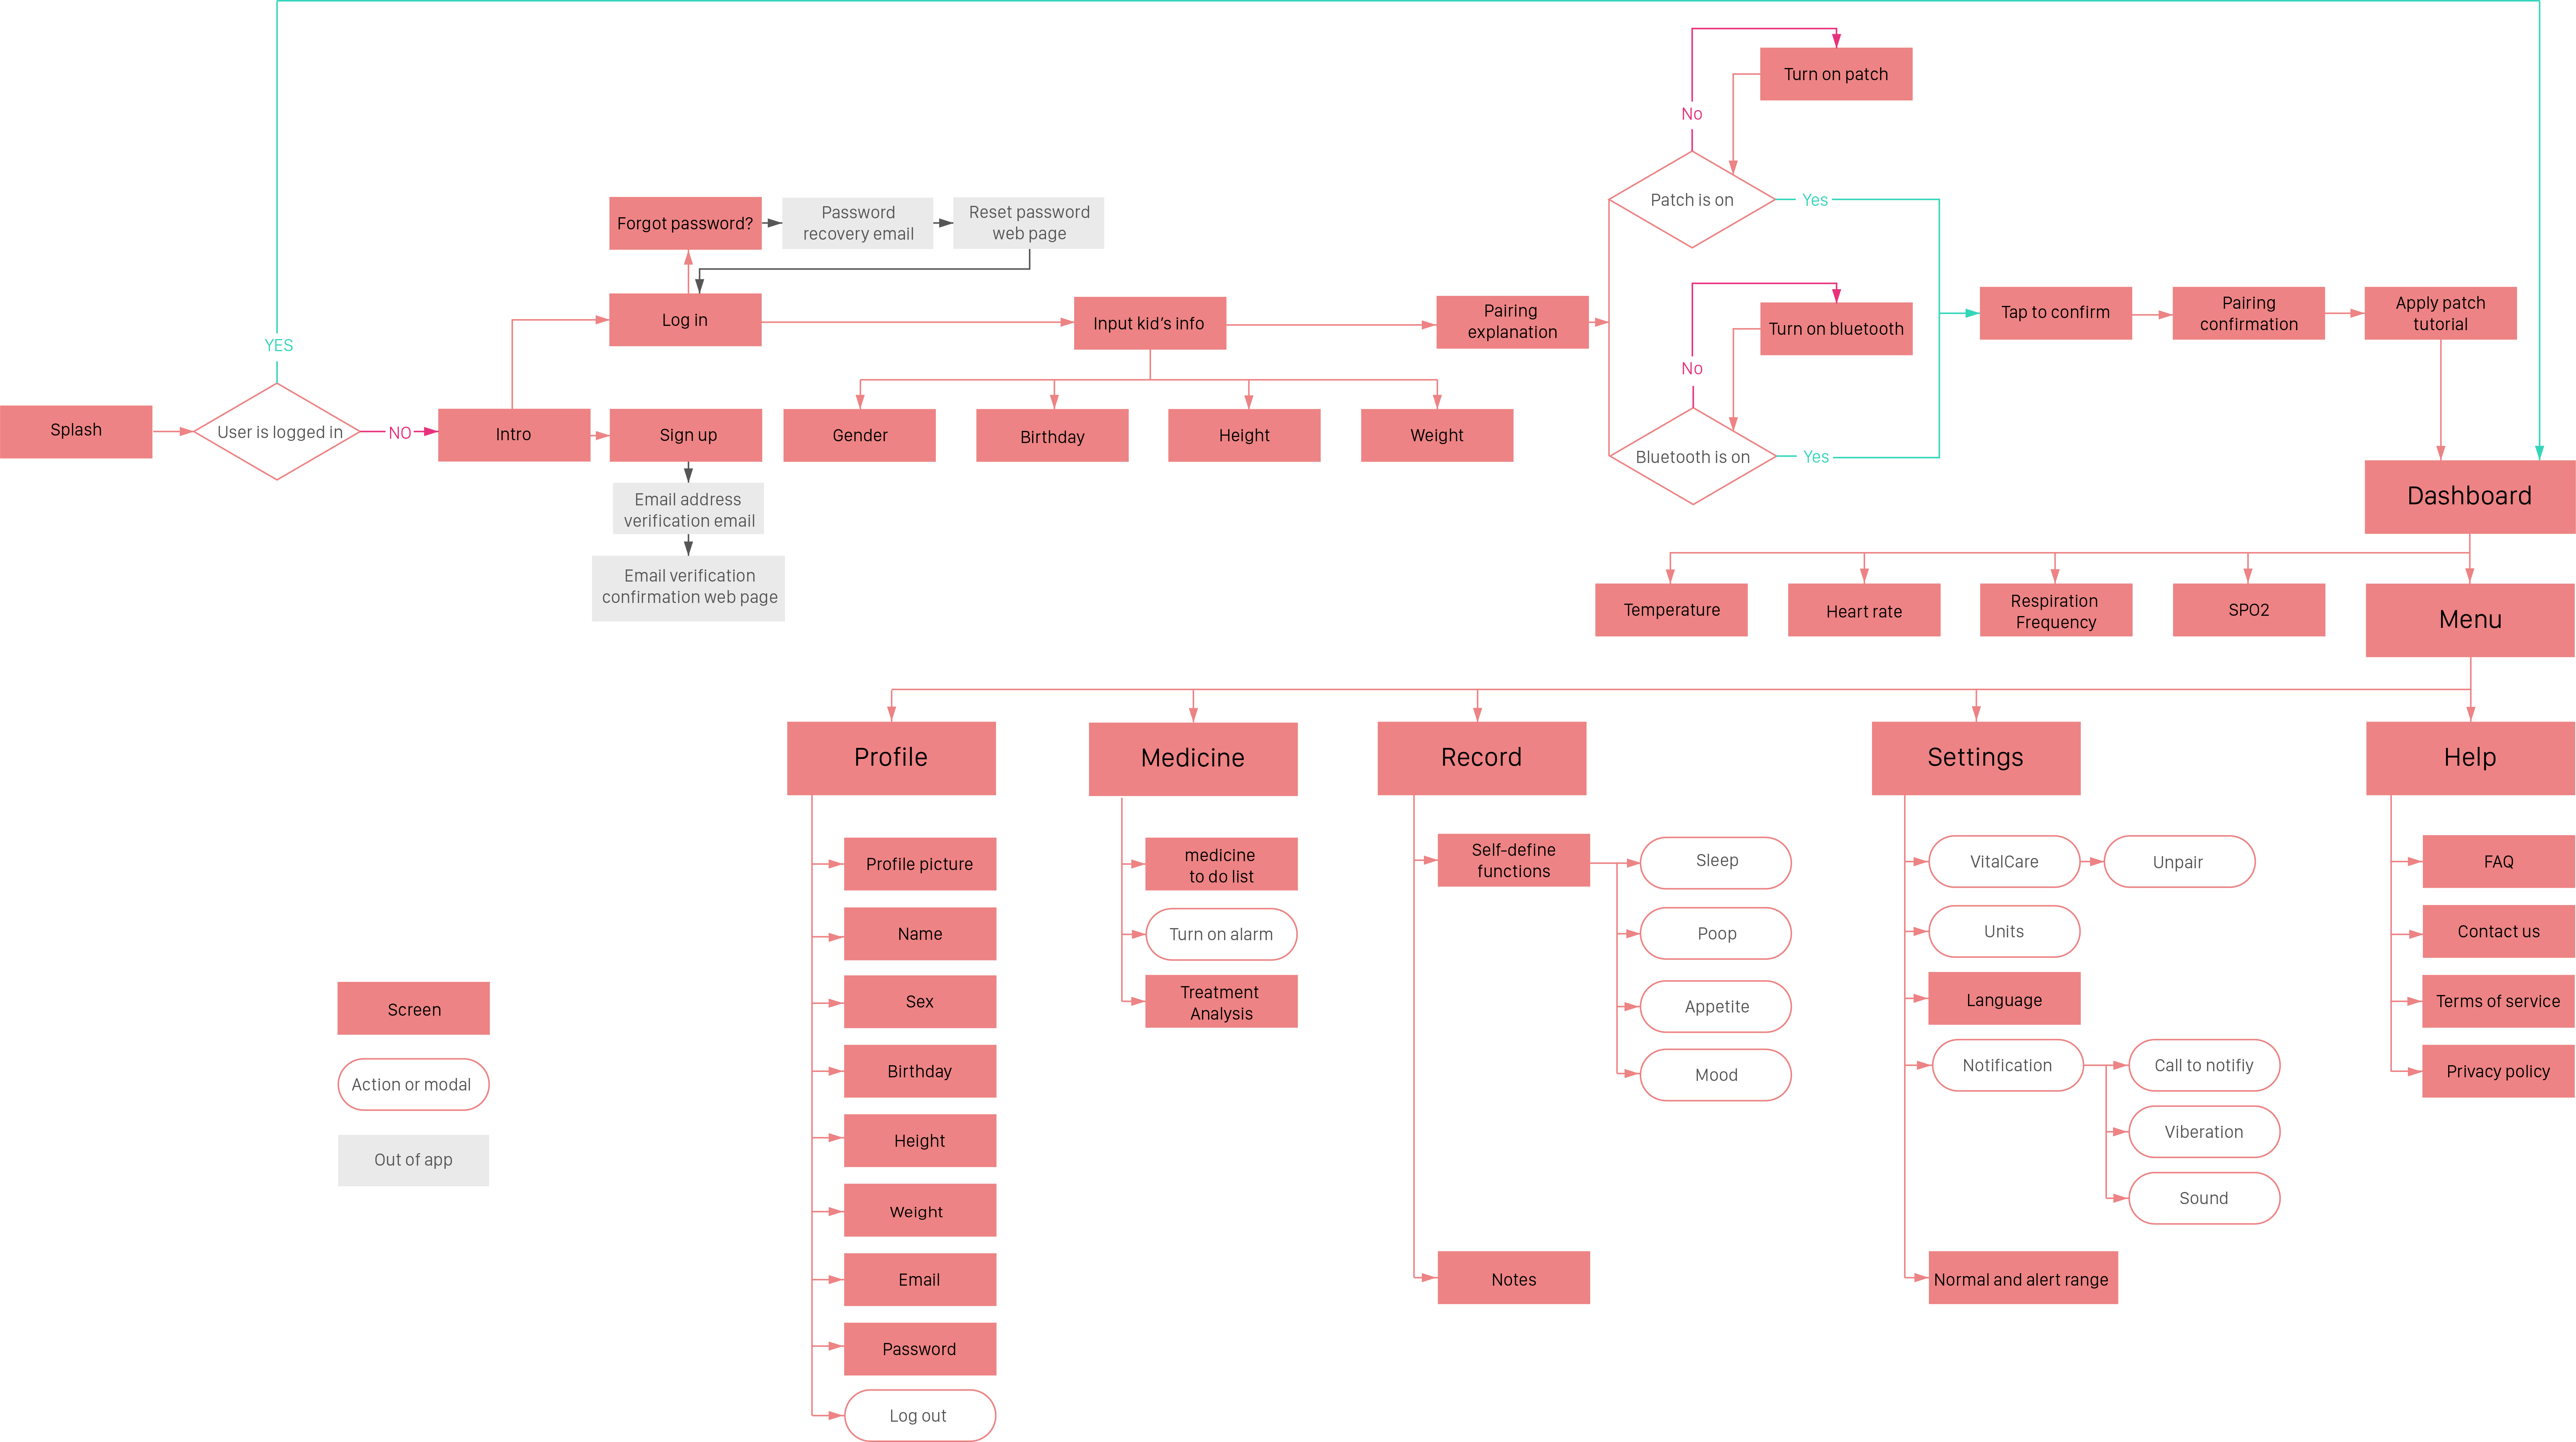 Turn on patch
No
Patch is on
Yes
Forgot password?
Password
recovery email
Reset password
web page
Log in
Input kid's info
Pairing
explanation
Turn on bluetooth
No
Bluetooth is on
Yes
Tap to confirm
Pairing
confirmation
Apply patch
tutorial
YES
Splash
User is logged in
NO
Intro
Sign up
Gender
Birthday
Height
Weight
Email address
verification email
Email verification
confirmation web page
Dashboard
Temperature
Heart rate
Respiration
Frequency
SPO2
Menu
Profile
Medicine
Record
Settings
Help
Profile picture
Name
Sex
Birthday
Height
Weight
Email
Password
Log out
medicine
to do list
Turn on alarm
Treatment
Analysis
Self-define
functions
Sleep
Poop
Appetite
Mood
Notes
VitalCare
Unpair
Units
Language
Notification
Call to notifiy
Viberation
Sound
Normal and alert range
FAQ
Contact us
Terms of service
Privacy policy
Screen
Action or modal
Out of app